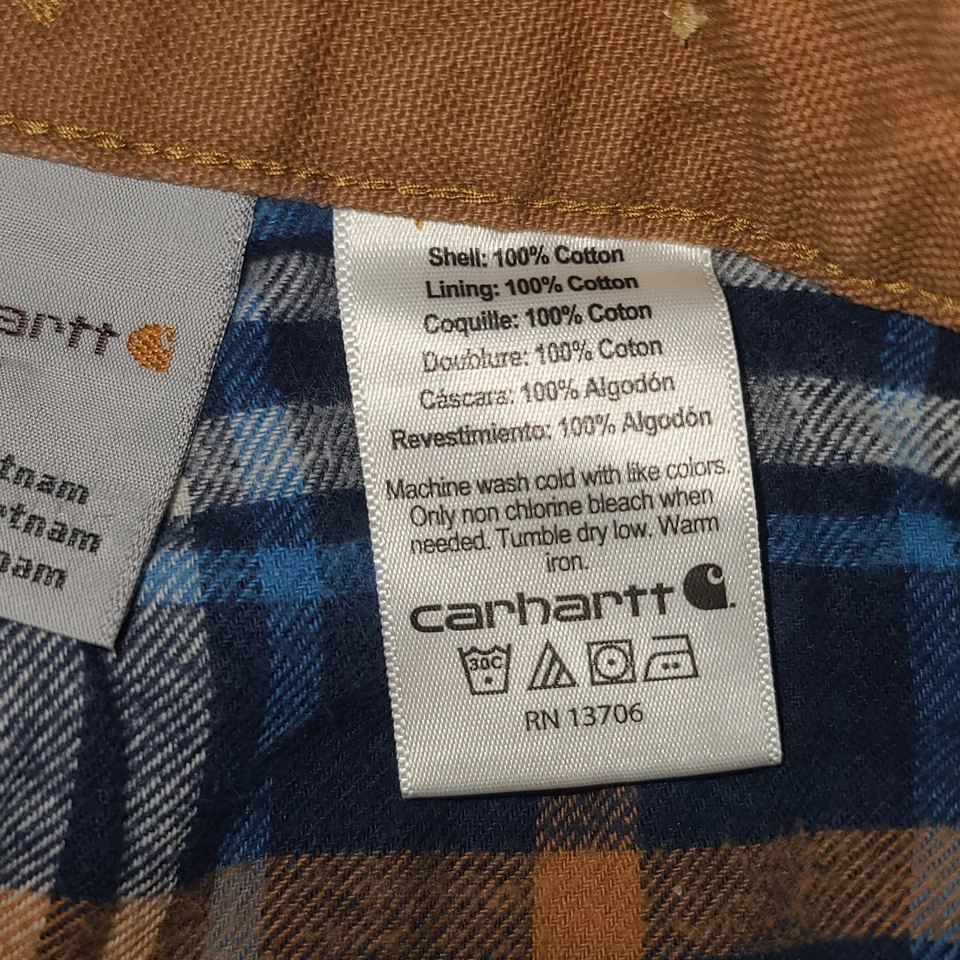 artt
tnam
etnam
nam
Shell: 100% Cotton
Lining: 100% Cotton
Coquille: 100% Coton
Doublure: 100% Coton
Cáscara: 100% Algodón
Revestimiento: 100% Algodón
Machine wash cold with like colors.
Only non chlorine bleach when
needed. Tumble dry low. Warm
iron.
carhartt
30C
RN 13706